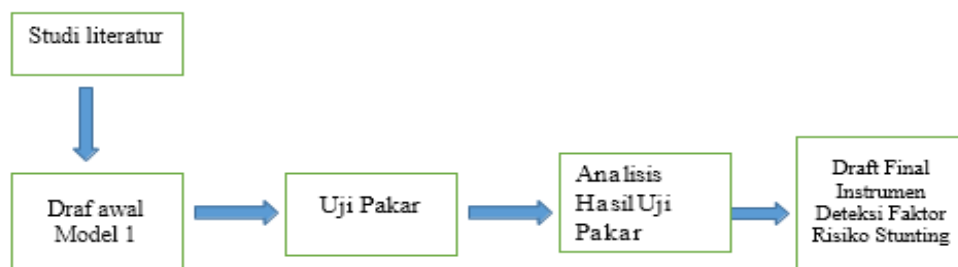 Studi literatur
Draf awal
Model 1
Uji Pakar
Analisis
Hasil Uji
Pakar
Draft Final
Instrumen
Deteksi Faktor
Risiko Stunting